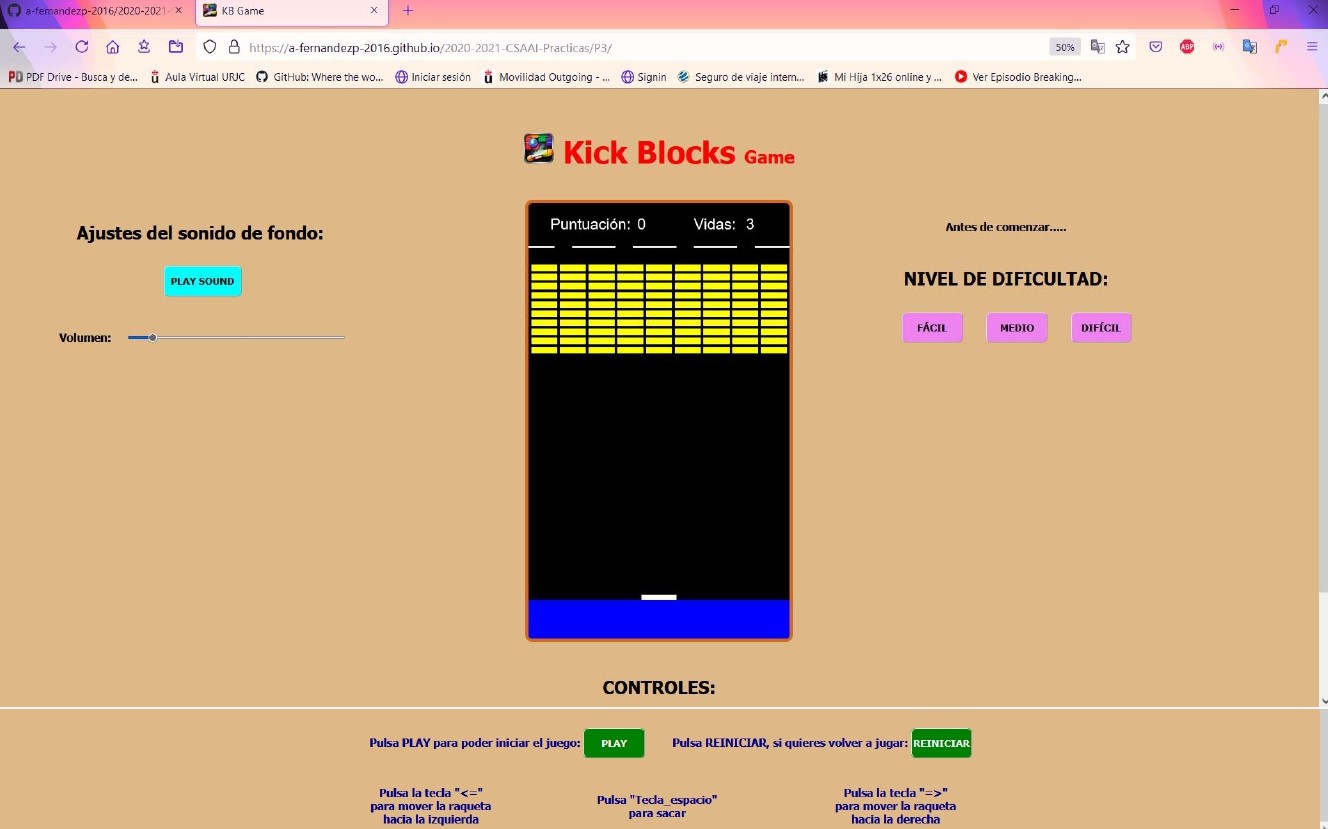 a-fernandezp-2016/2020-2021-
KB Game
https://a-fernandezp-2016.github.io/2020-2021-CSAAI-Practicas/P3/
50%
ABP
PDF Drive - Busca y de...
Aula Virtual URJC
GitHub: Where the wo...
Iniciar sesión
Movilidad Outgoing - ...
Signin
Seguro de viaje intern...
Mi Hija 1x26 online y ...
Ver Episodio Breaking...
Kick Blocks Game
Ajustes del sonido de fondo:
PLAY SOUND
Volumen:
Puntuación: 0 Vidas: 3
Antes de comenzar.....
NIVEL DE DIFICULTAD:
FÁCIL MEDIO DIFÍCIL
CONTROLES:
Pulsa PLAY para poder iniciar el juego: PLAY
Pulsa REINICIAR, si quieres volver a jugar: REINICIAR
Pulsa la tecla "<="
para mover la raqueta
hacia la izquierda
Pulsa "Tecla_espacio"
para sacar
Pulsa la tecla "=>"
para mover la raqueta
hacia la derecha